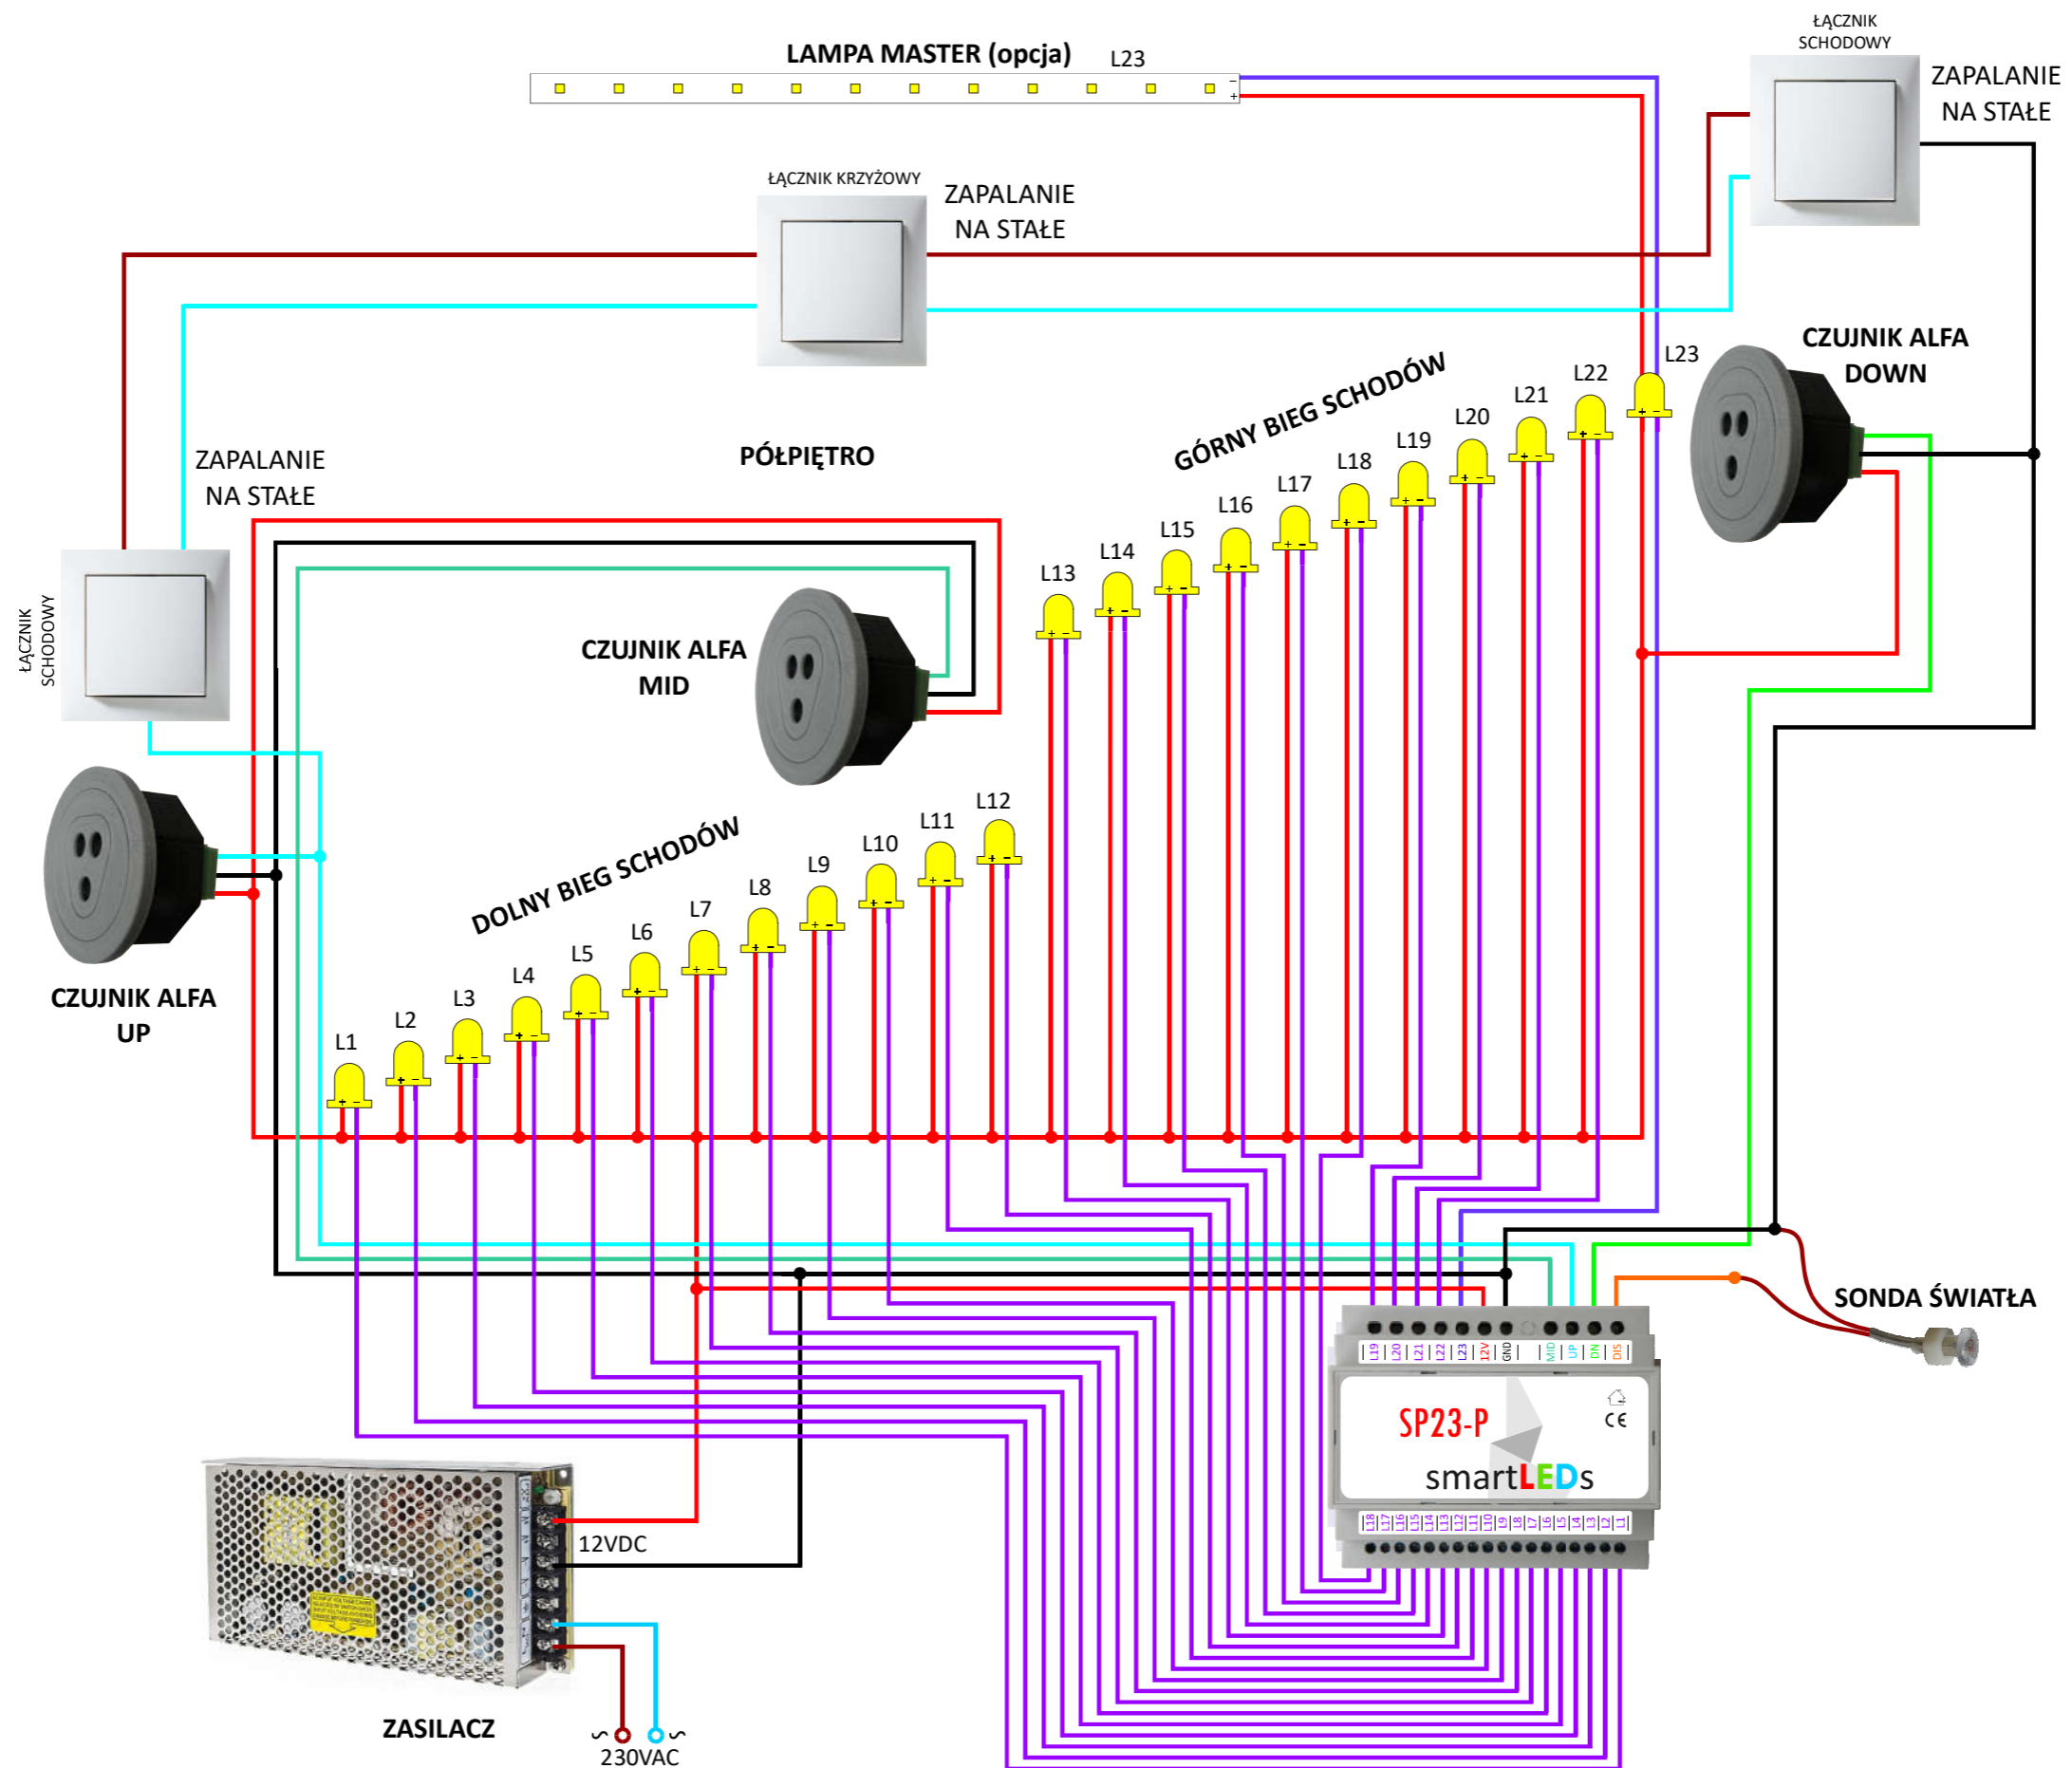 ŁĄCZNIK
SCHODOWY
ZAPALANIE
NA STAŁE
LAMPA MASTER (opcja)
L23
−
+
ŁĄCZNIK KRZYŻOWY
ZAPALANIE
NA STAŁE
CZUJNIK ALFA
DOWN
L23
L22
L21
L20
L19
L18
L17
L16
L15
L14
L13
GÓRNY BIEG SCHODÓW
PÓŁPIĘTRO
ZAPALANIE
NA STAŁE
ŁĄCZNIK
SCHODOWY
CZUJNIK ALFA
MID
DOLNY BIEG SCHODÓW
L12
L11
L10
L9
L8
L7
L6
L5
L4
L3
L2
L1
CZUJNIK ALFA
UP
SONDA ŚWIATŁA
L19 L20 L21 L22 L23 12V GND MID UP DN DIS
SP23-P
CE
smartLEDs
L18 L17 L16 L15 L14 L13 L12 L11 L10 L9 L8 L7 L6 L5 L4 L3 L2 L1
12VDC
ZASILACZ
~ ~
230VAC